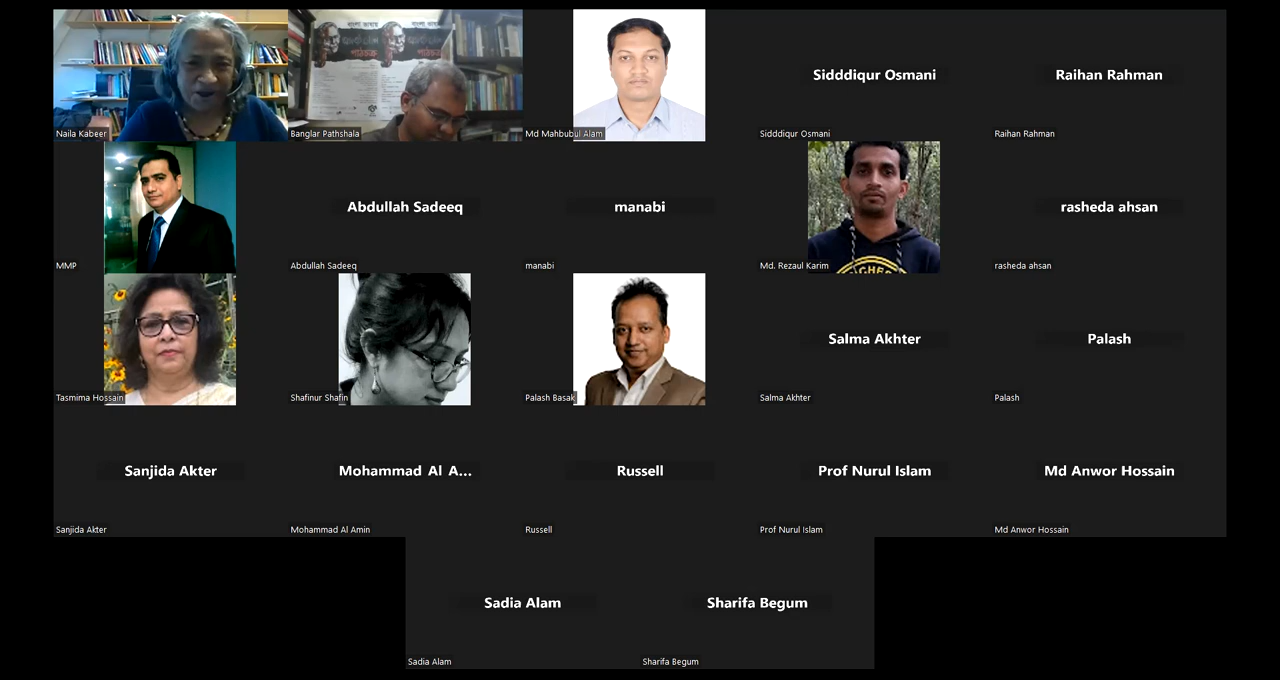 বাংলার পাঠশালা
পাঠচক্র
Naila Kabeer
Banglar Pathshala
Md Mahbubul Alam
Sidddiqur Osmani
Sidddiqur Osmani
Raihan Rahman
Raihan Rahman
MMP
Abdullah Sadeeq
Abdullah Sadeeq
manabi
manabi
Md. Rezaul Karim
rasheda ahsan
rasheda ahsan
Tasmima Hossain
Shafinur Shafin
Palash Basak
Salma Akhter
Salma Akhter
Palash
Palash
Sanjida Akter
Sanjida Akter
Mohammad Al A...
Mohammad Al Amin
Russell
Russell
Prof Nurul Islam
Prof Nurul Islam
Md Anwor Hossain
Md Anwor Hossain
Sadia Alam
Sadia Alam
Sharifa Begum
Sharifa Begum